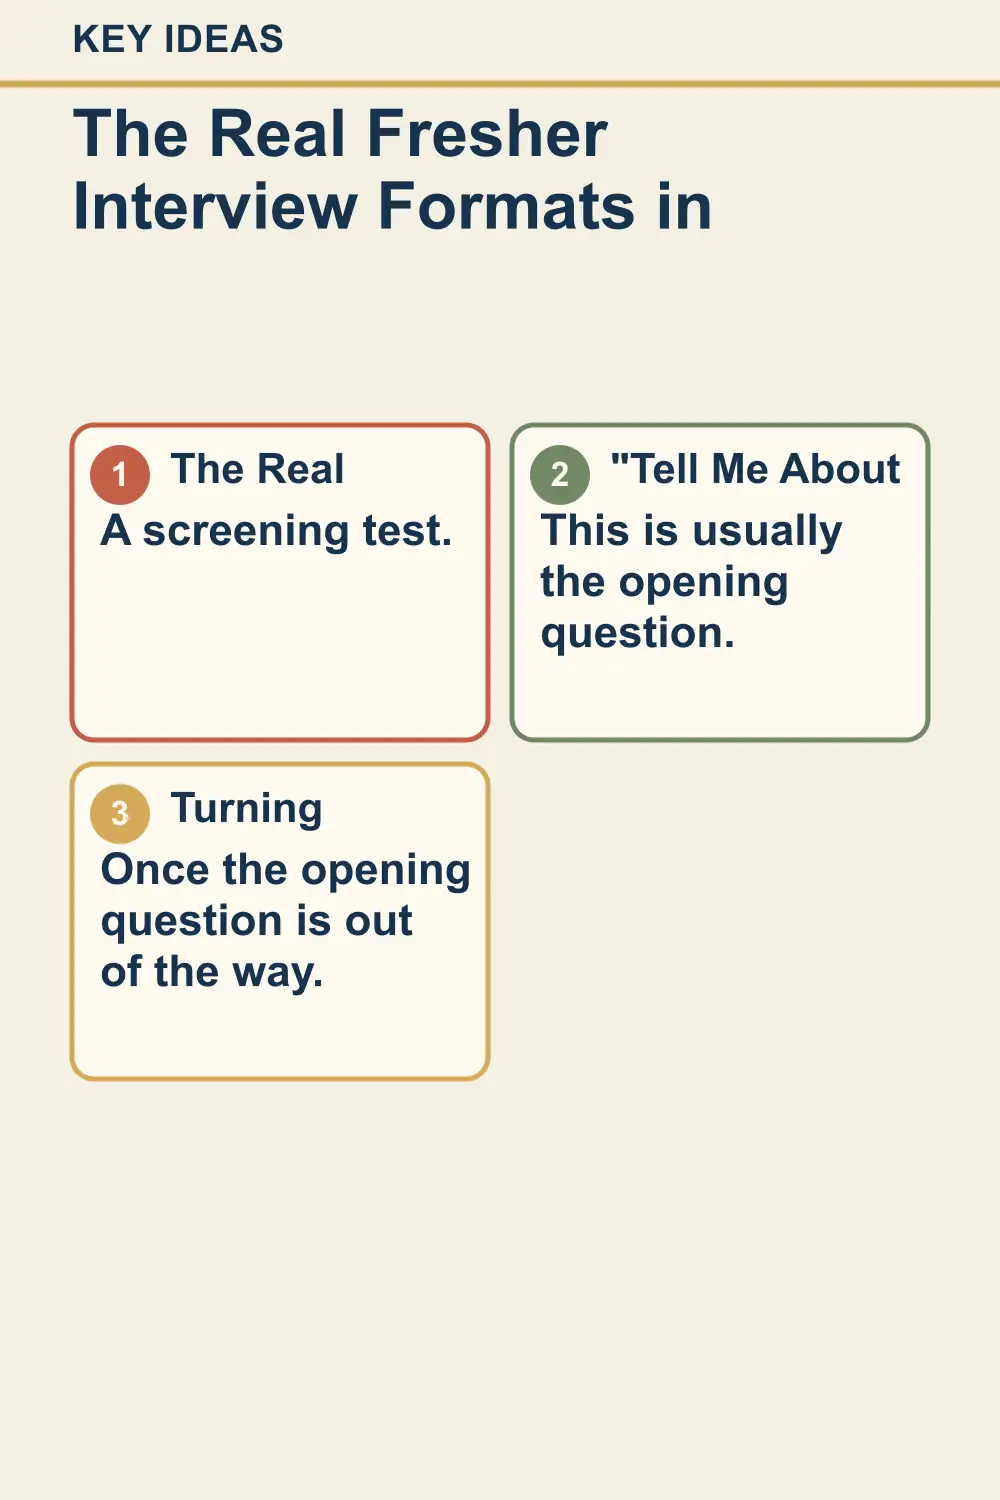 KEY IDEAS
The Real Fresher
Interview Formats in
1 The Real
A screening test.
2 "Tell Me About
This is usually
the opening
question.
3 Turning
Once the opening
question is out
of the way.